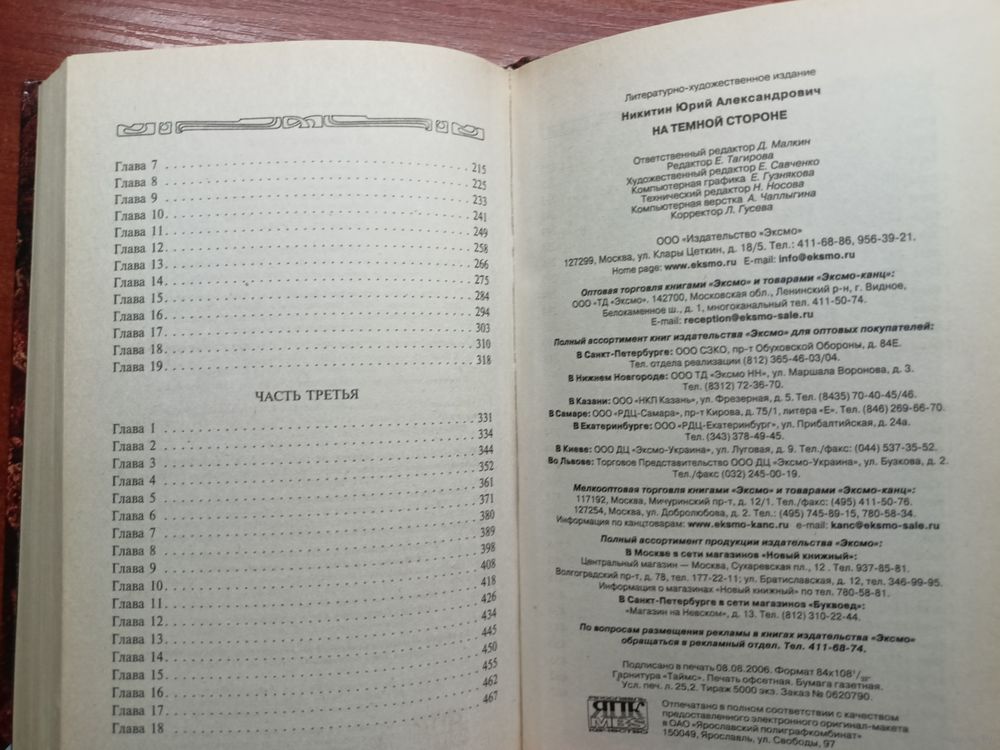 Глава 7 . . . 215
Глава 8 . . . 225
Глава 9 . . . 233
Глава 10 . . . 241
Глава 11 . . . 249
Глава 12 . . . 258
Глава 13 . . . 266
Глава 14 . . . 275
Глава 15 . . . 284
Глава 16 . . . 294
Глава 17 . . . 303
Глава 18 . . . 310
Глава 19 . . . 318
ЧАСТЬ ТРЕТЬЯ
Глава 1 . . . 331
Глава 2 . . . 334
Глава 3 . . . 344
Глава 4 . . . 352
Глава 5 . . . 361
Глава 6 . . . 371
Глава 7 . . . 380
Глава 8 . . . 389
Глава 9 . . . 398
Глава 10 . . . 408
Глава 11 . . . 418
Глава 12 . . . 426
Глава 13 . . . 434
Глава 14 . . . 445
Глава 15 . . . 450
Глава 16 . . . 455
Глава 17 . . . 462
Глава 18 . . . 467
Литературно-художественное издание
Никитин Юрий Александрович
НА ТЕМНОЙ СТОРОНЕ
Ответственный редактор Д. Малкин
Редактор Е. Тагирова
Художественный редактор Е. Савченко
Компьютерная графика Е. Гузнякова
Технический редактор Н. Носова
Компьютерная верстка А. Чаплыгина
Корректор Л. Гусева
ООО «Издательство «Эксмо»
127299, Москва, ул. Клары Цеткин, д. 18/5. Тел.: 411-68-86, 956-39-21.
Home page: www.eksmo.ru E-mail: info@eksmo.ru
Оптовая торговля книгами «Эксмо» и товарами «Эксмо-канц»:
ООО «ТД «Эксмо». 142700, Московская обл., Ленинский р-н, г. Видное,
Белокаменное ш., д. 1, многоканальный тел. 411-50-74.
E-mail: reception@eksmo-sale.ru
Полный ассортимент книг издательства «Эксмо» для оптовых покупателей:
В Санкт-Петербурге: ООО СЗКО, пр-т Обуховской Обороны, д. 84Е.
Тел. отдела реализации (812) 365-46-03/04.
В Нижнем Новгороде: ООО ТД «Эксмо НН», ул. Маршала Воронова, д. 3.
Тел. (8312) 72-36-70.
В Казани: ООО «НКП Казань», ул. Фрезерная, д. 5. Тел. (8435) 70-40-45/46.
В Самаре: ООО «РДЦ-Самара», пр-т Кирова, д. 75/1, литера «Е». Тел. (846) 269-66-70.
В Екатеринбурге: ООО «РДЦ-Екатеринбург», ул. Прибалтийская, д. 24а.
Тел. (343) 378-49-45.
В Киеве: ООО ДЦ «Эксмо-Украина», ул. Луговая, д. 9. Тел./факс: (044) 537-35-52.
Во Львове: Торговое Представительство ООО ДЦ «Эксмо-Украина», ул. Бузкова, д. 2.
Тел./факс (032) 245-00-19.
Мелкооптовая торговля книгами «Эксмо» и товарами «Эксмо-канц»:
117192, Москва, Мичуринский пр-т, д. 12/1. Тел./факс: (495) 411-50-76.
127254, Москва, ул. Добролюбова, д. 2. Тел.: (495) 745-89-15, 780-58-34.
Информация по канцтоварам: www.eksmo-kanc.ru e-mail: kanc@eksmo-sale.ru
Полный ассортимент продукции издательства «Эксмо»:
В Москве в сети магазинов «Новый книжный»:
Центральный магазин — Москва, Сухаревская пл., 12 . Тел. 937-85-81.
Волгоградский пр-т, д. 78, тел. 177-22-11; ул. Братиславская, д. 12, тел. 346-99-95.
Информация о магазинах «Новый книжный» по тел. 780-58-81.
В Санкт-Петербурге в сети магазинов «Буквоед»:
«Магазин на Невском», д. 13. Тел. (812) 310-22-44.
По вопросам размещения рекламы в книгах издательства «Эксмо»
обращаться в рекламный отдел. Тел. 411-68-74.
Подписано в печать 08.08.2006. Формат 84x108 1/32.
Гарнитура «Таймс». Печать офсетная. Бумага газетная.
Усл. печ. л. 25,2. Тираж 5000 экз. Заказ № 0620790.
ЯПК
MBS
Отпечатано в полном соответствии с качеством
предоставленного электронного оригинал-макета
в ОАО «Ярославский полиграфкомбинат»
150049, Ярославль, ул. Свободы, 97